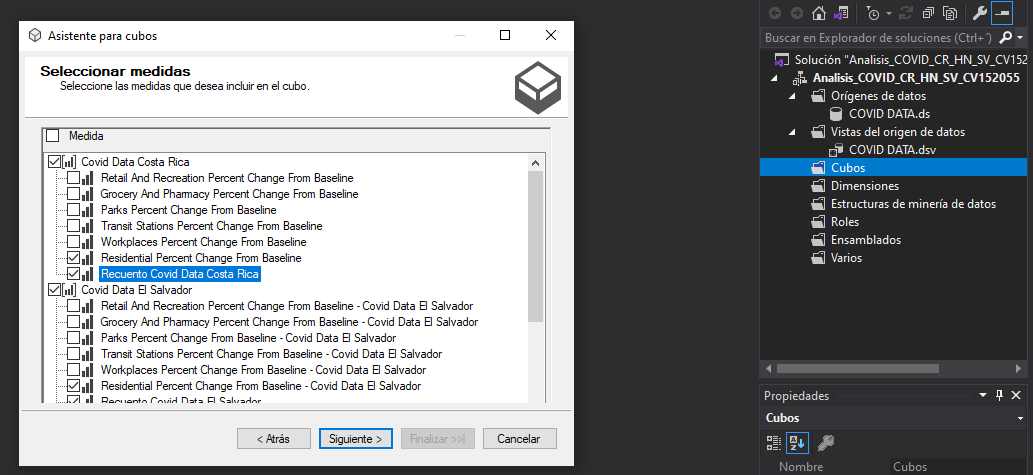 Asistente para cubos
Seleccionar medidas
Seleccione las medidas que desea incluir en el cubo.
Medida
Covid Data Costa Rica
Retail And Recreation Percent Change From Baseline
Grocery And Pharmacy Percent Change From Baseline
Parks Percent Change From Baseline
Transit Stations Percent Change From Baseline
Workplaces Percent Change From Baseline
Residential Percent Change From Baseline
Recuento Covid Data Costa Rica
Covid Data El Salvador
Retail And Recreation Percent Change From Baseline - Covid Data El Salvador
Grocery And Pharmacy Percent Change From Baseline - Covid Data El Salvador
Parks Percent Change From Baseline - Covid Data El Salvador
Transit Stations Percent Change From Baseline - Covid Data El Salvador
Workplaces Percent Change From Baseline - Covid Data El Salvador
Residential Percent Change From Baseline - Covid Data El Salvador
Recuento Covid Data El Salvador
< Atrás
Siguiente >
Finalizar >>|
Cancelar
Buscar en Explorador de soluciones (Ctrl+´)
Solución "Analisis_COVID_CR_HN_SV_CV152
Analisis_COVID_CR_HN_SV_CV152055
Orígenes de datos
COVID DATA.ds
Vistas del origen de datos
COVID DATA.dsv
Cubos
Dimensiones
Estructuras de minería de datos
Roles
Ensamblados
Varios
Propiedades
Cubos
Nombre Cubos